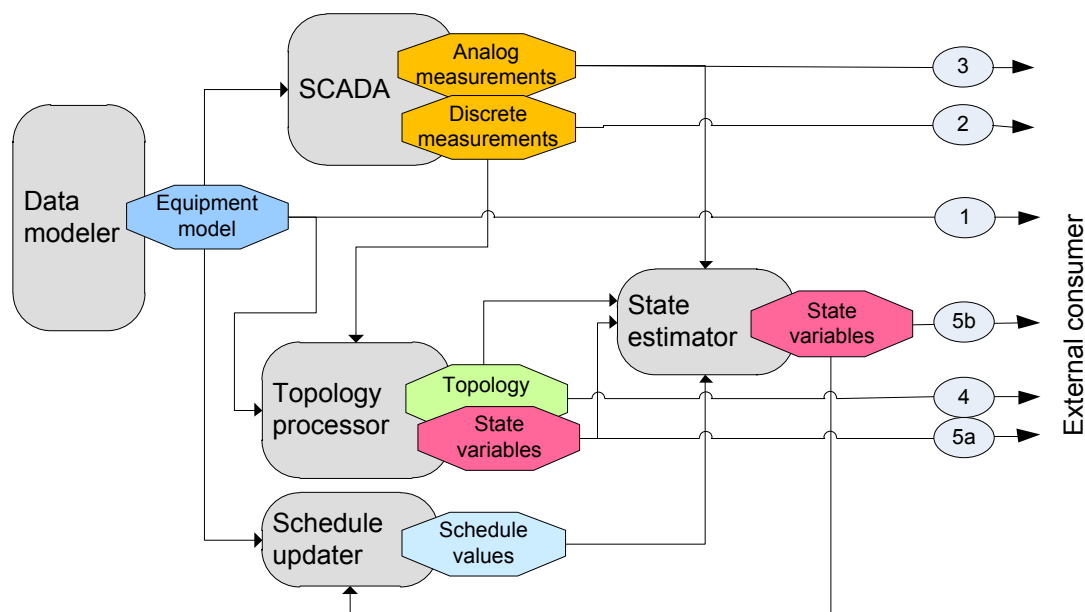 Analog
measurements
3
SCADA
Discrete
measurements
2
Data
modeler
Equipment
model
1
State
estimator
State
variables
5b
External consumer
Topology
processor
Topology
4
State
variables
5a
Schedule
updater
Schedule
values